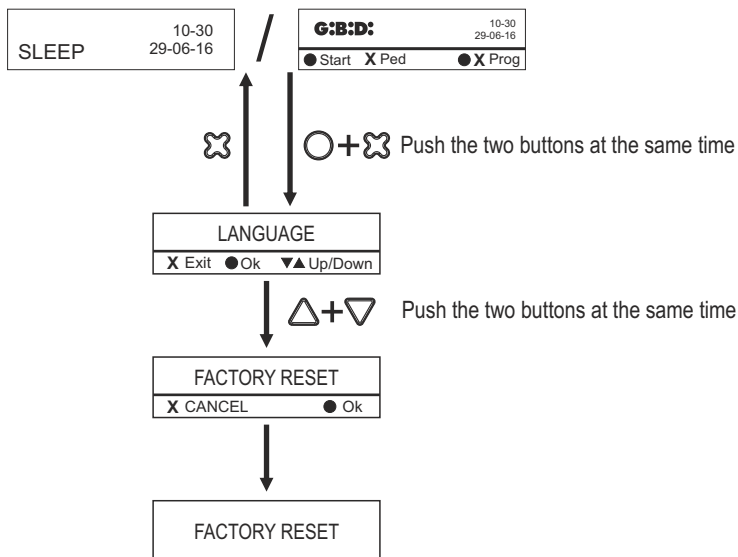 10-30
SLEEP 29-06-16
/
G:B:D: 10-30
29-06-16
● Start X Ped ● X Prog
+ Push the two buttons at the same time
LANGUAGE
X Exit ● Ok ▼▲ Up/Down
+ Push the two buttons at the same time
FACTORY RESET
X CANCEL ● Ok
FACTORY RESET